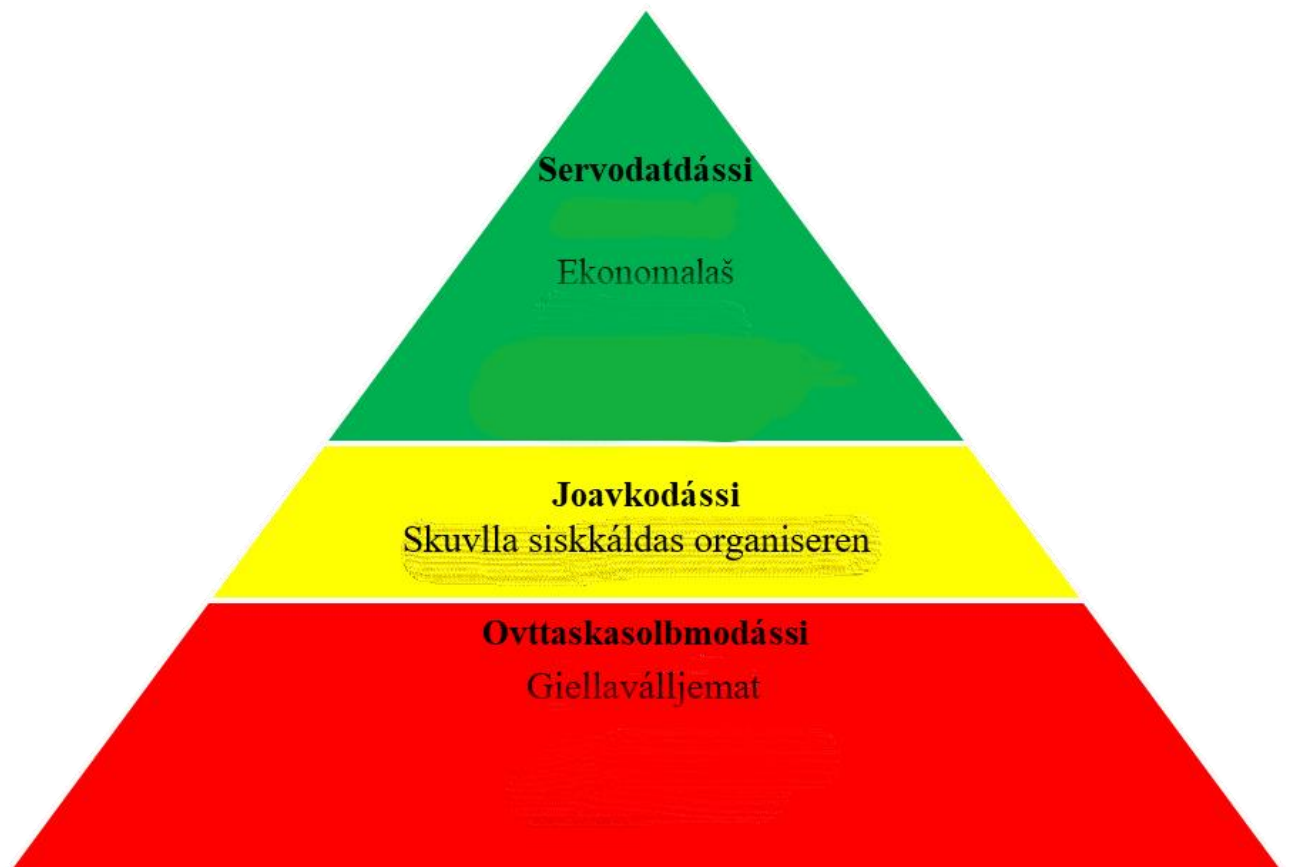 Servodatdássi
Ekonomalaš
Joavkodássi
Skuvlla siskkáldas organiseren
Ovttaskasolbmodássi
Giellaválljemat